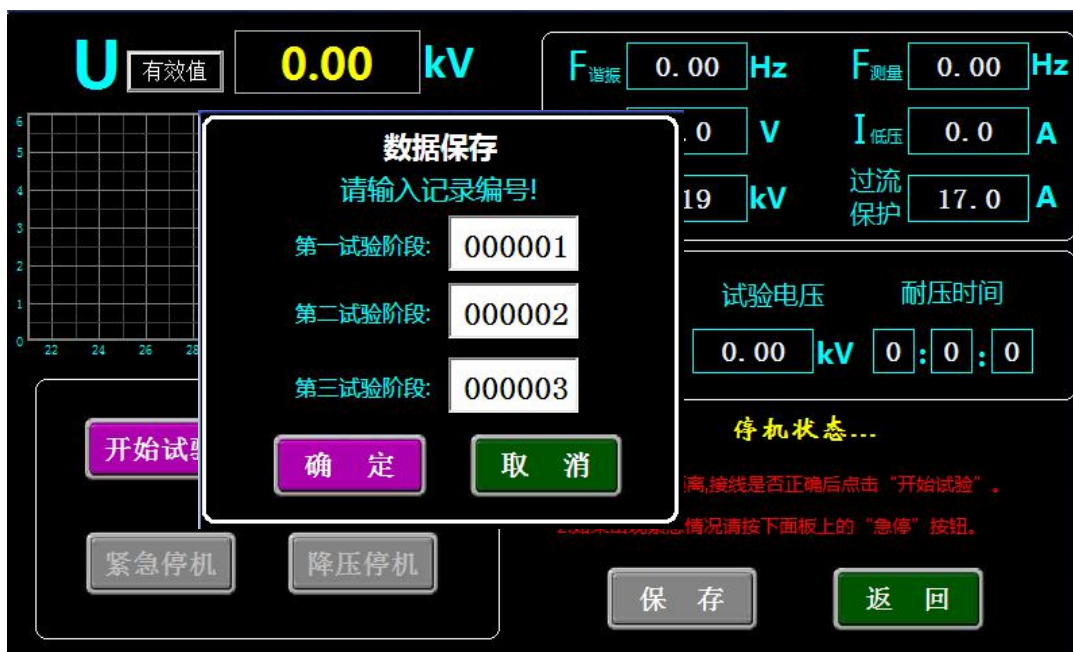 U 有效值 0.00 kV
F谐振 0.00 Hz F测量 0.00 Hz
.0 V I低压 0.0 A
19 kV 过流保护 17.0 A
6
5
4
3
2
1
0
22 24 26 28
数据保存
请输入记录编号!
第一试验阶段: 000001
第二试验阶段: 000002
第三试验阶段: 000003
确 定 取 消
试验电压 耐压时间
0.00 kV 0 : 0 : 0
停机状态...
开始试
离,接线是否正确后点击“开始试验”。
情况请按下面板上的“急停”按钮。
紧急停机 降压停机
保 存 返 回